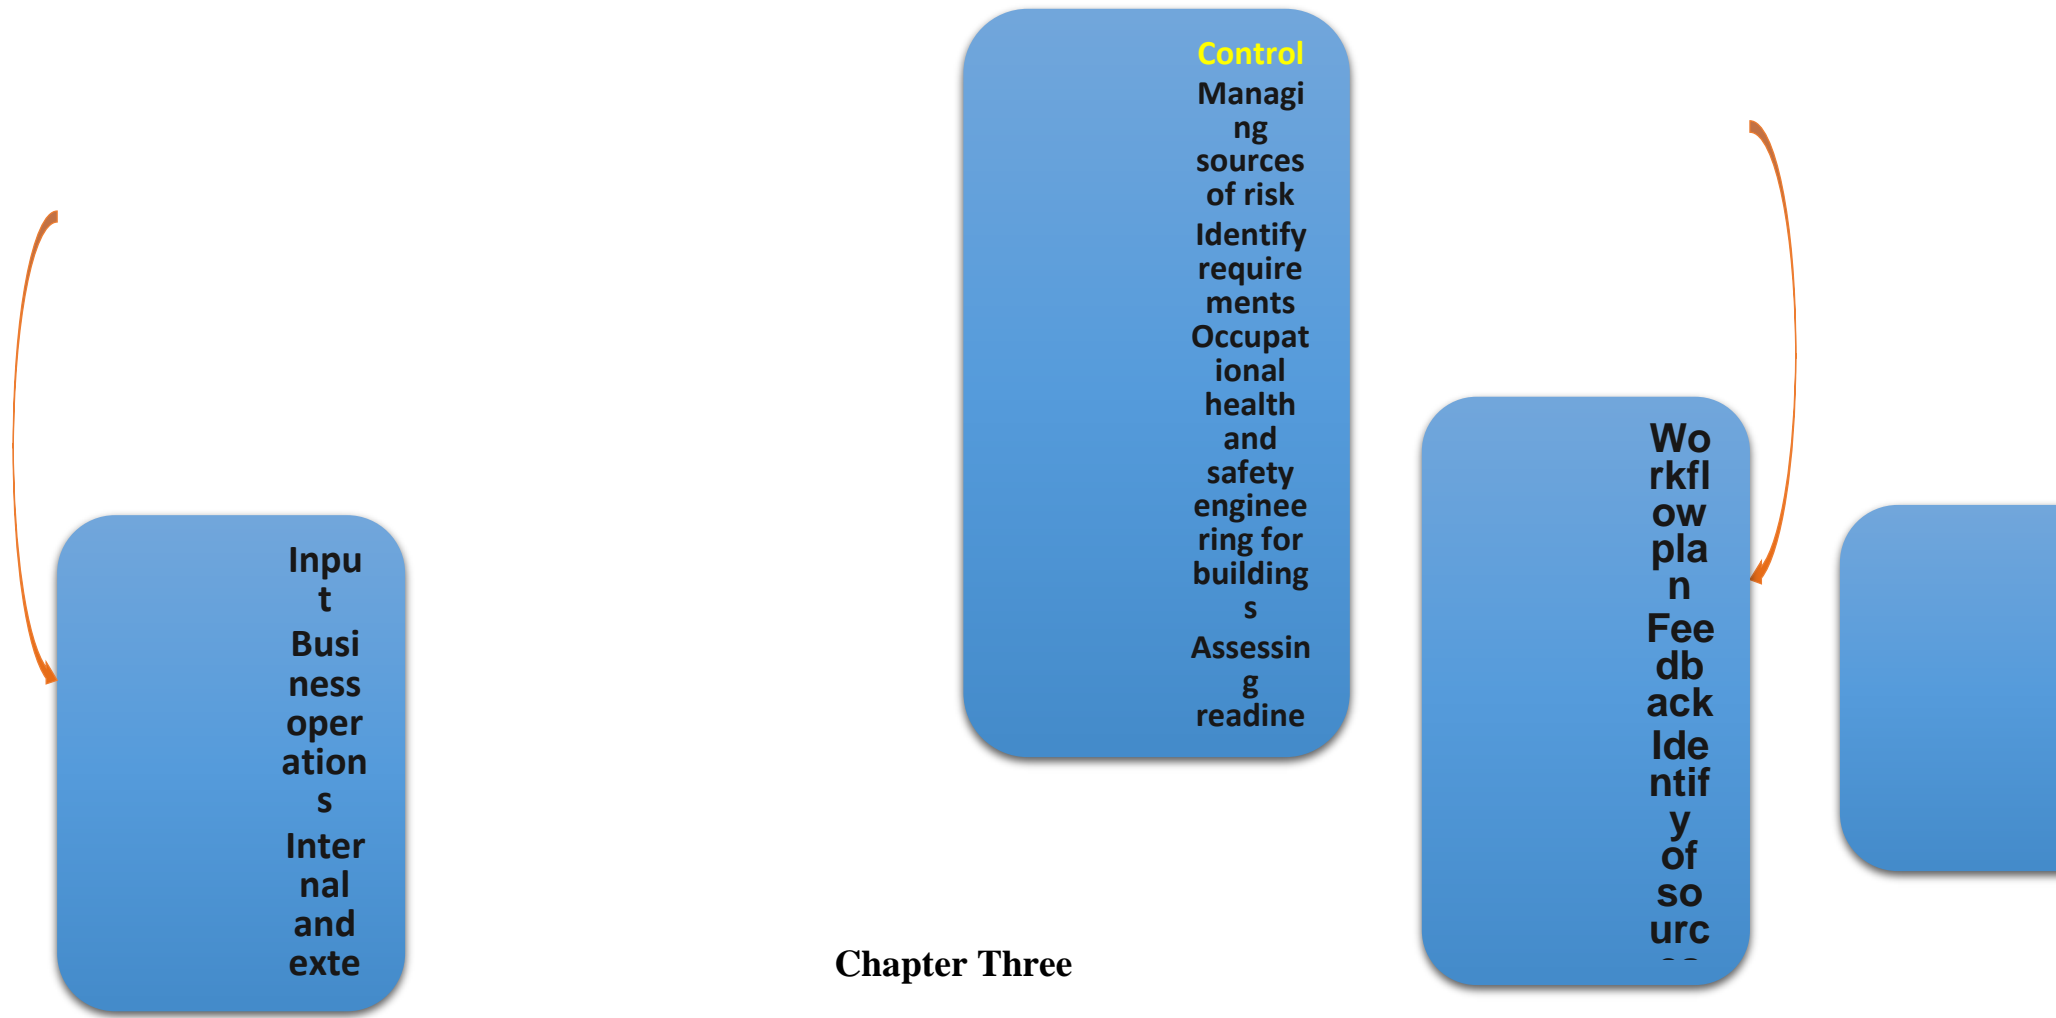 Control
Managi
ng
sources
of risk
Identify
require
ments
Occupat
ional
health
and
safety
enginee
ring for
building
s
Assessin
g
readine
Inpu
t
Busi
ness
oper
ation
s
Inter
nal
and
exte
Wo
rkfl
ow
pla
n
Fee
db
ack
Ide
ntif
y
of
so
urc
Chapter Three